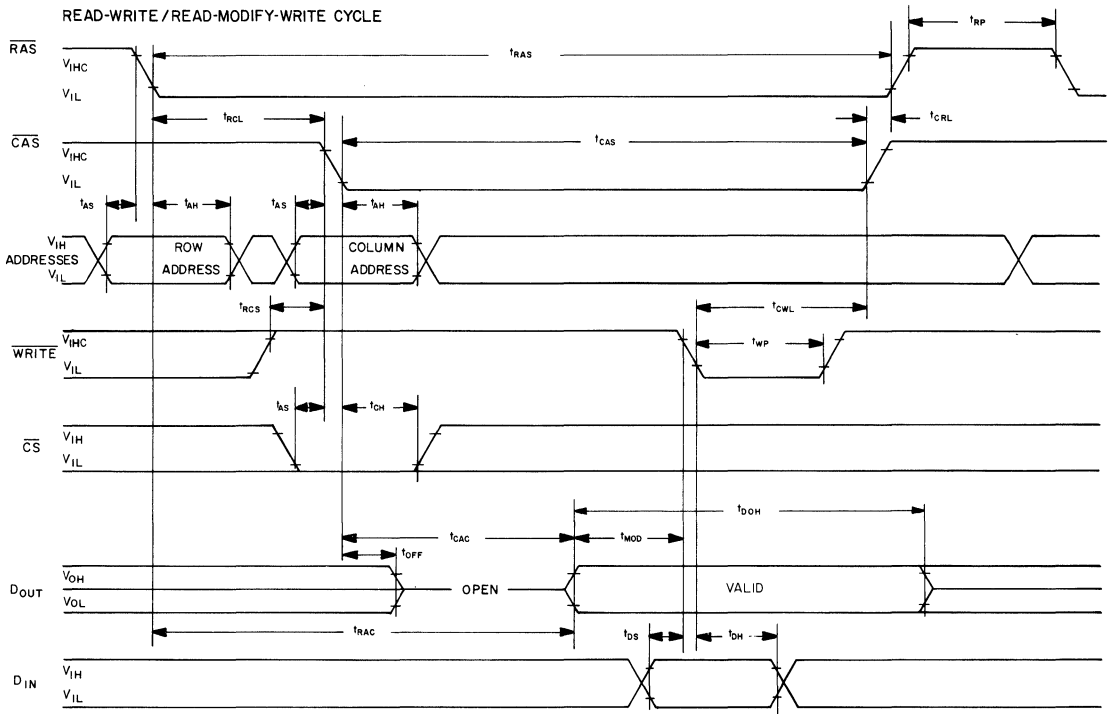 READ-WRITE/READ-MODIFY-WRITE CYCLE
tRP
RAS
VIHC
VIL
tRAS
tRCL
tCRL
CAS
VIHC
VIL
tCAS
tAS
tAH
tAS
tAH
ADDRESSES
VIH
VIL
ROW
ADDRESS
COLUMN
ADDRESS
tRCS
tCWL
WRITE
VIHC
VIL
tWP
tAS
tCH
CS
VIH
VIL
tDOH
tCAC
tMOD
tOFF
DOUT
VOH
VOL
OPEN
VALID
tRAC
tDS
tDH
DIN
VIH
VIL